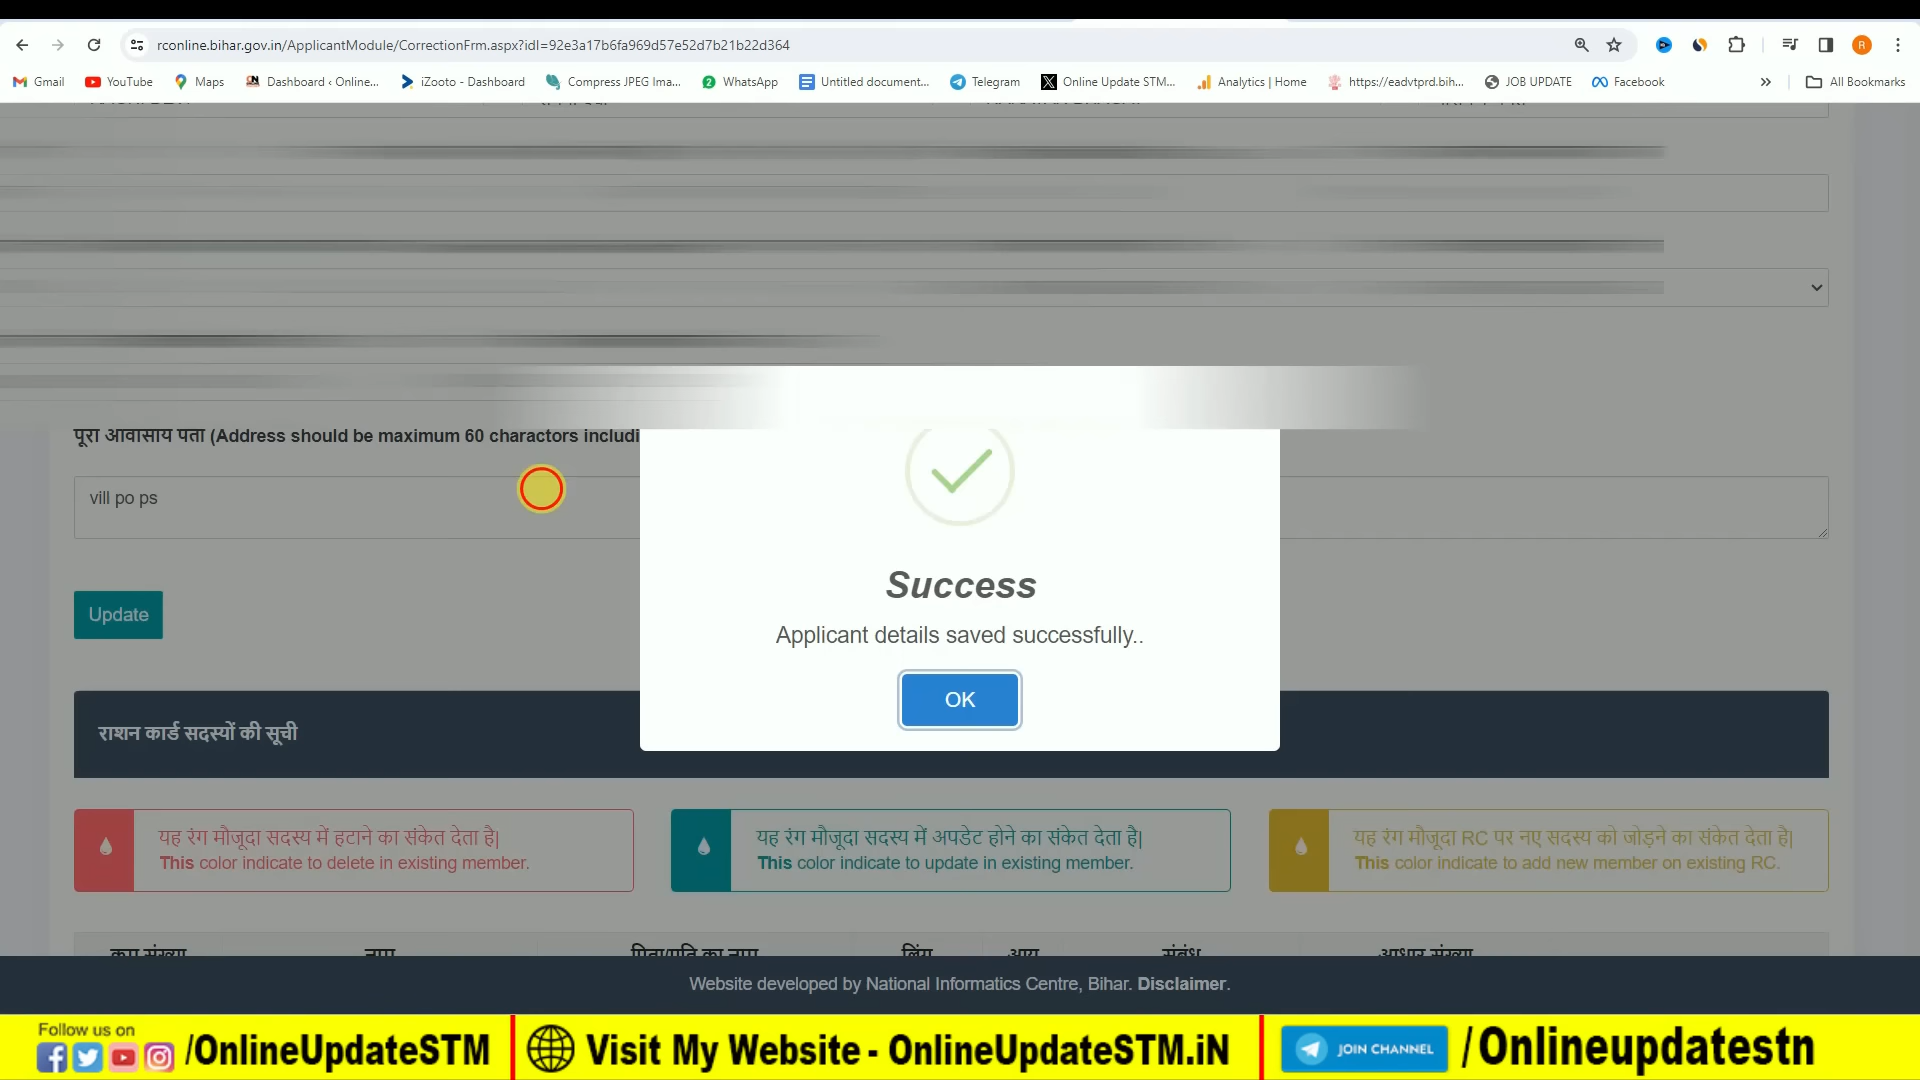 rconline.bihar.gov.in/ApplicantModule/CorrectionFrm.aspx?idl=92e3a17b6fa969d57e52d7b21b22d364
R
Gmail YouTube Maps Dashboard ‹ Online... iZooto - Dashboard Compress JPEG Ima... WhatsApp Untitled document... Telegram Online Update STM... Analytics | Home https://eadvtprd.bih... JOB UPDATE Facebook » All Bookmarks
पूरा आवासीय पता (Address should be maximum 60 charactors includi
vill po ps
Update
Success
Applicant details saved successfully..
OK
राशन कार्ड सदस्यों की सूची
यह रंग मौजूदा सदस्य में हटाने का संकेत देता है|
This color indicate to delete in existing member.
यह रंग मौजूदा सदस्य में अपडेट होने का संकेत देता है|
This color indicate to update in existing member.
यह रंग मौजूदा RC पर नए सदस्य को जोड़ने का संकेत देता है|
This color indicate to add new member on existing RC.
क्रम संख्या नाम पिता/पति का नाम लिंग आयु संबंध आधार संख्या
Website developed by National Informatics Centre, Bihar. Disclaimer.
Follow us on
/OnlineUpdateSTM
Visit My Website - OnlineUpdateSTM.iN
JOIN CHANNEL
/Onlineupdatestn